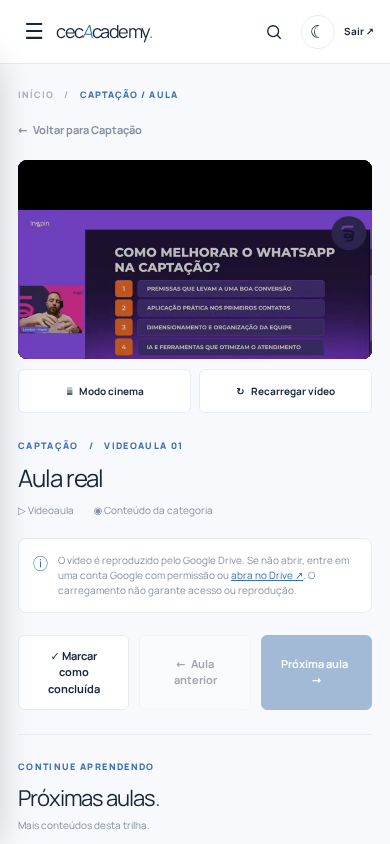 ☰ cecAcademy. ☾ Sair ↗
INÍCIO / CAPTAÇÃO / AULA
← Voltar para Captação
COMO MELHORAR O WHATSAPP
NA CAPTAÇÃO?
1 PREMISSAS QUE LEVAM A UMA BOA CONVERSÃO
2 APLICAÇÃO PRÁTICA NOS PRIMEIROS CONTATOS
3 DIMENSIONAMENTO E ORGANIZAÇÃO DA EQUIPE
4 IA E FERRAMENTAS QUE OTIMIZAM O ATENDIMENTO
Modo cinema
↻ Recarregar vídeo
CAPTAÇÃO / VIDEOAULA 01
Aula real
▷ Videoaula ◉ Conteúdo da categoria
ⓘ O vídeo é reproduzido pelo Google Drive. Se não abrir, entre em
uma conta Google com permissão ou abra no Drive ↗. O
carregamento não garante acesso ou reprodução.
✓ Marcar
como
concluída
← Aula
anterior
Próxima aula
→
CONTINUE APRENDENDO
Próximas aulas.
Mais conteúdos desta trilha.